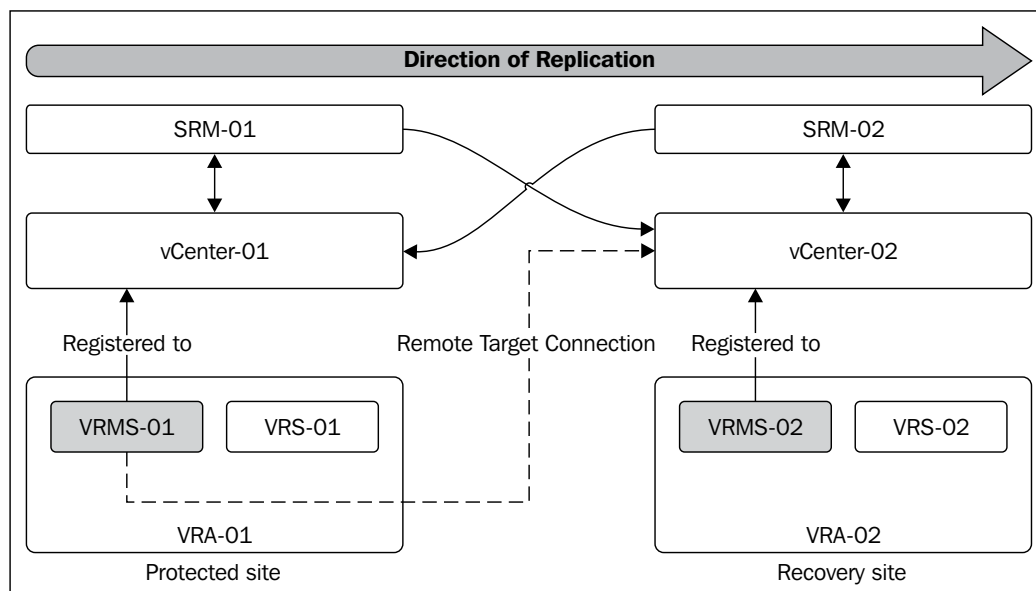 Direction of Replication
SRM-01
SRM-02
vCenter-01
vCenter-02
Registered to
Remote Target Connection
Registered to
VRMS-01
VRS-01
VRMS-02
VRS-02
VRA-01
VRA-02
Protected site
Recovery site